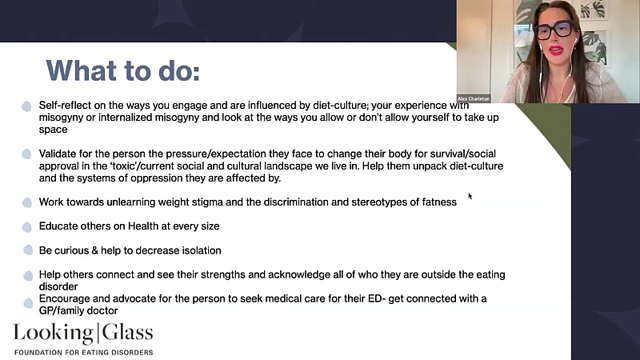 What to do:
Alex Charleton
Self-reflect on the ways you engage and are influenced by diet-culture; your experience with
misogyny or internalized misogyny and look at the ways you allow or don't allow yourself to take up
space
Validate for the person the pressure/expectation they face to change their body for survival/social
approval in the 'toxic'/current social and cultural landscape we live in. Help them unpack diet-culture
and the systems of oppression they are affected by.
Work towards unlearning weight stigma and the discrimination and stereotypes of fatness
Educate others on Health at every size
Be curious & help to decrease isolation
Help others connect and see their strengths and acknowledge all of who they are outside the eating
disorder
Encourage and advocate for the person to seek medical care for their ED- get connected with a
GP/family doctor
Looking|Glass
FOUNDATION FOR EATING DISORDERS